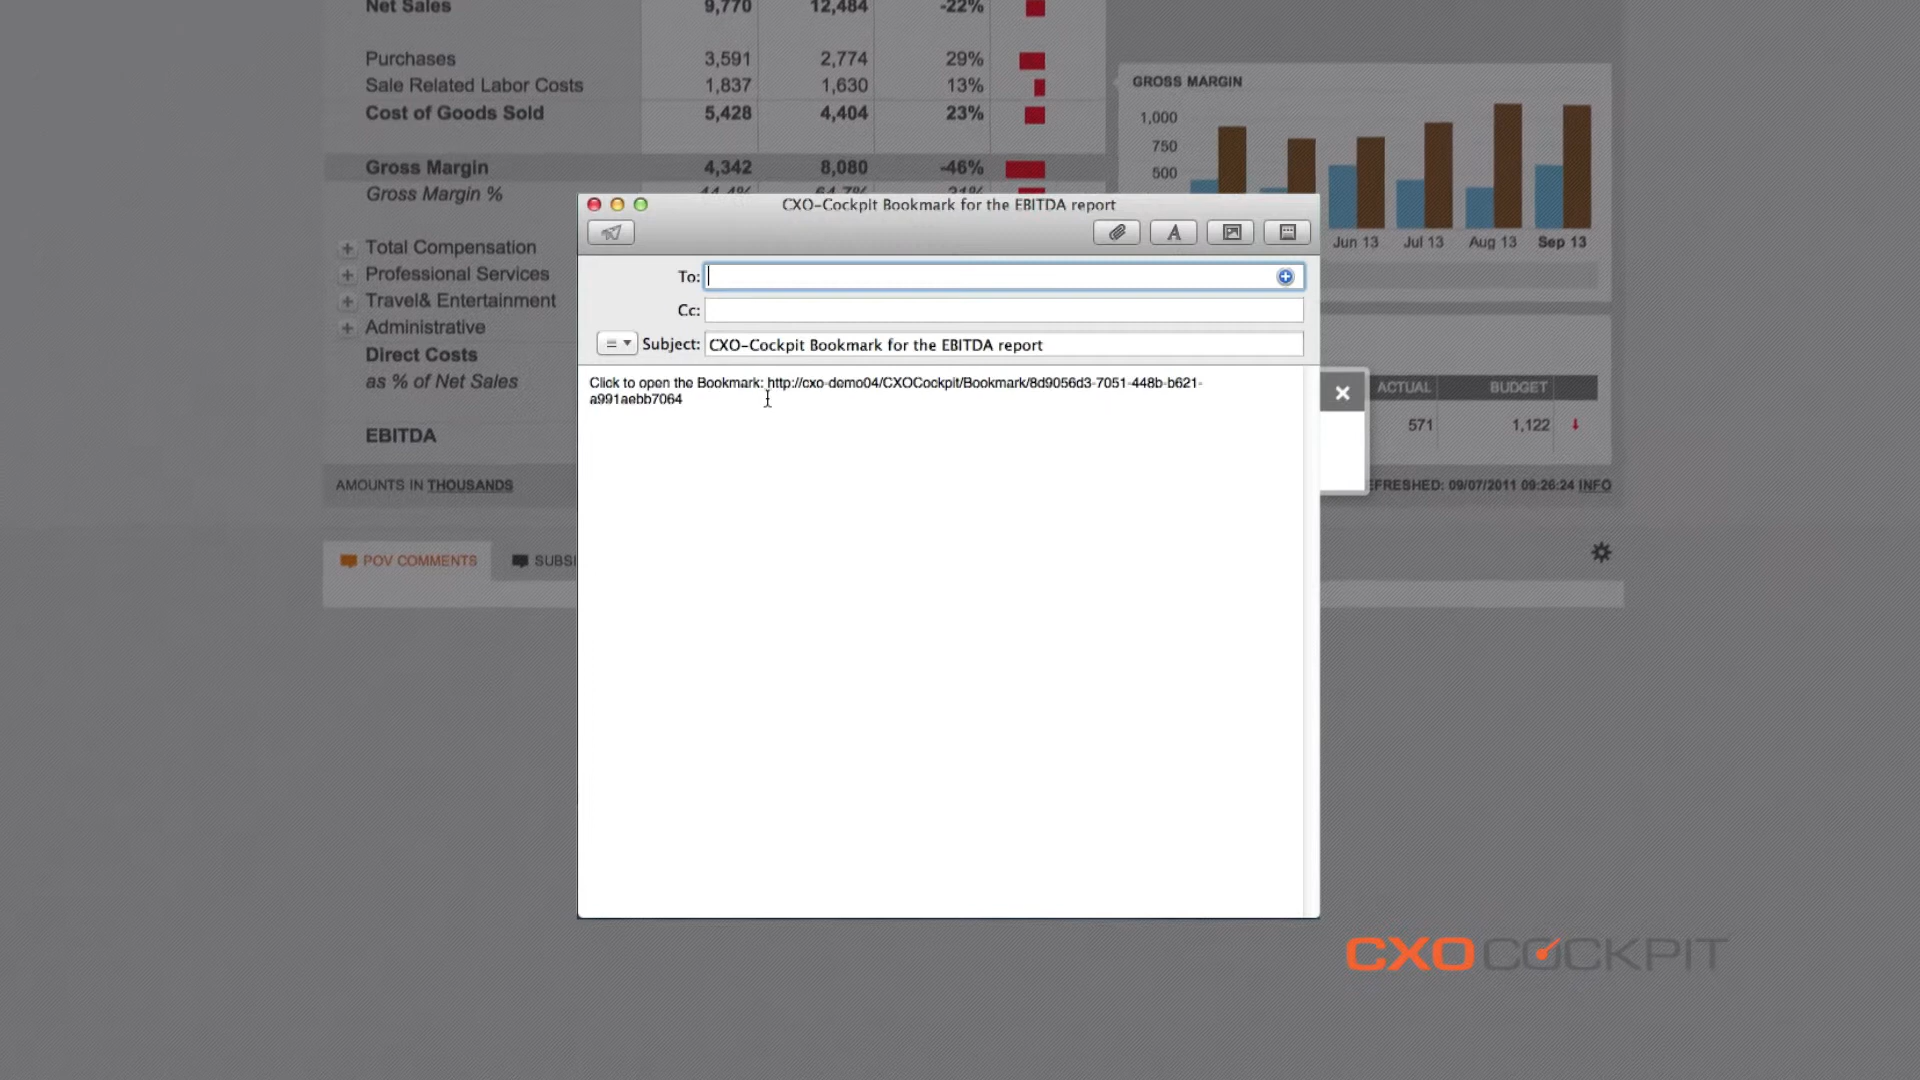 Net Sales 9,770 12,484 -22%
Purchases 3,591 2,774 29%
Sale Related Labor Costs 1,837 1,630 13%
Cost of Goods Sold 5,428 4,404 23%
Gross Margin 4,342 8,080 -46%
Gross Margin %
Total Compensation
Professional Services
Travel& Entertainment
Administrative
Direct Costs
as % of Net Sales
EBITDA
AMOUNTS IN THOUSANDS
POV COMMENTS SUBSI
GROSS MARGIN
1,000
750
500
Jun 13 Jul 13 Aug 13 Sep 13
CXO-Cockpit Bookmark for the EBITDA report
To:
Cc:
Subject: CXO-Cockpit Bookmark for the EBITDA report
Click to open the Bookmark: http://cxo-demo04/CXOCockpit/Bookmark/8d9056d3-7051-448b-b621-
a991aebb7064
ACTUAL BUDGET
571 1,122
EFRESHED: 09/07/2011 09:26:24 INFO
CXO COCKPIT